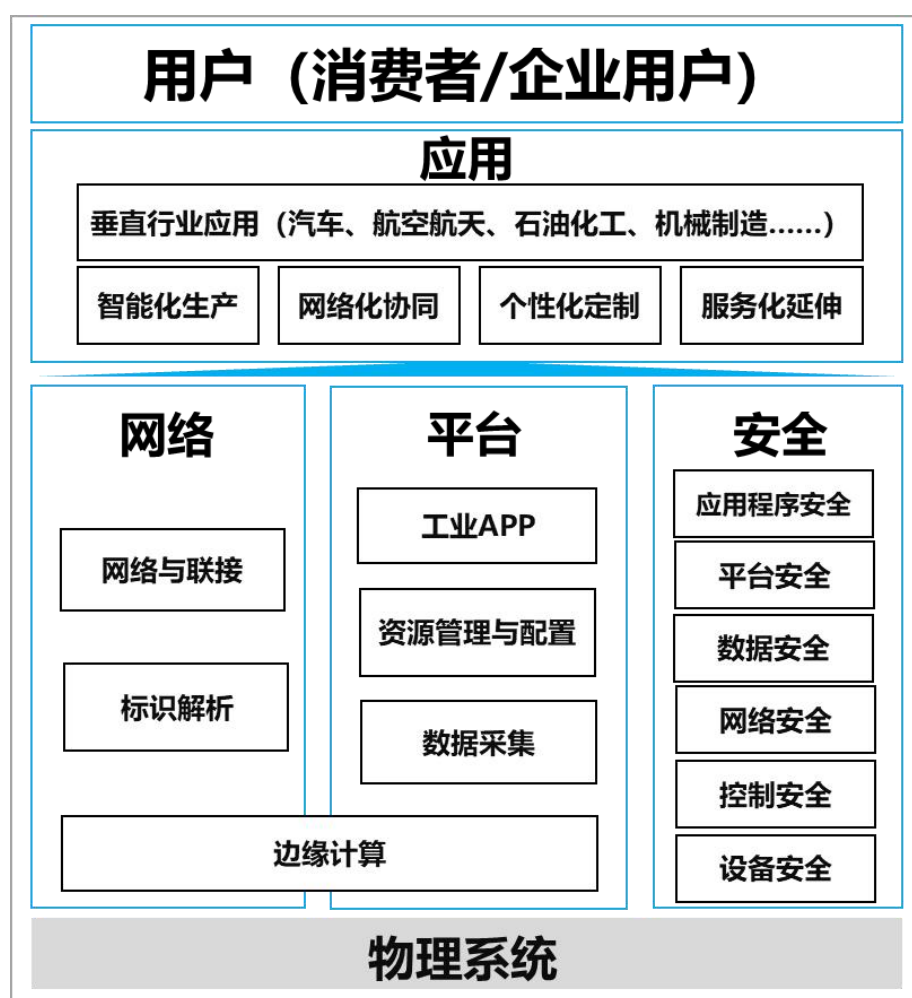 用户（消费者/企业用户）
应用
垂直行业应用（汽车、航空航天、石油化工、机械制造……）
智能化生产
网络化协同
个性化定制
服务化延伸
网络
网络与联接
标识解析
平台
工业APP
资源管理与配置
数据采集
边缘计算
安全
应用程序安全
平台安全
数据安全
网络安全
控制安全
设备安全
物理系统